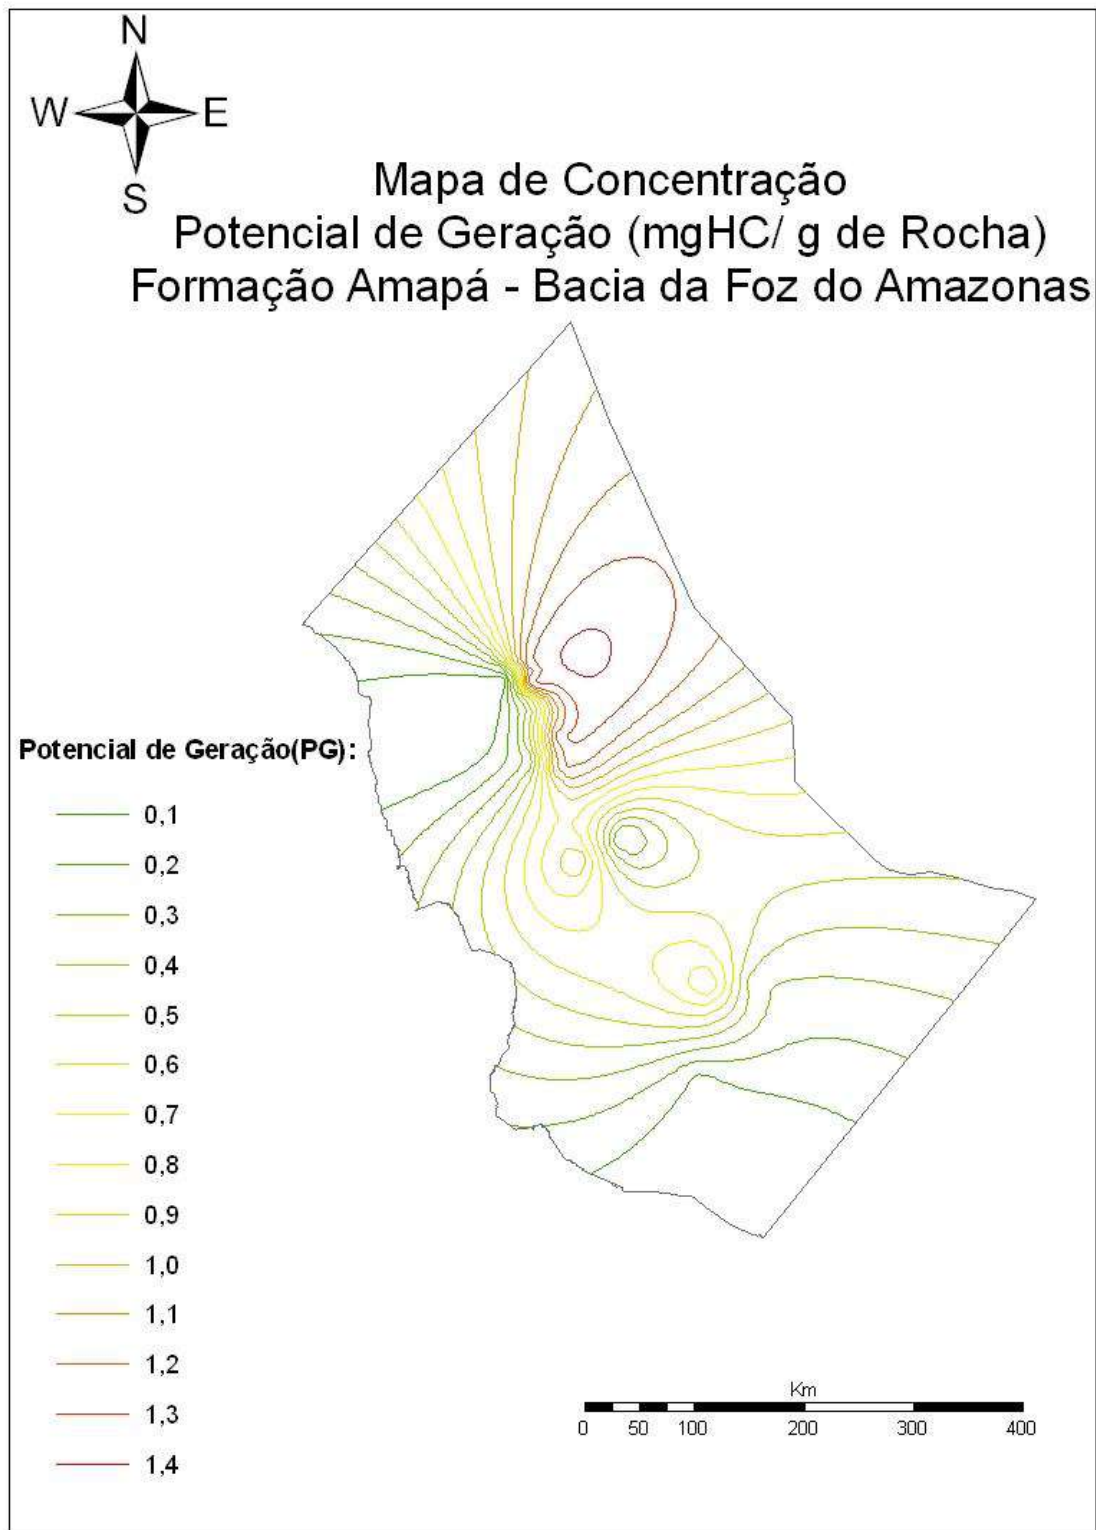 N
W
E
S
Mapa de Concentração
Potencial de Geração (mgHC/ g de Rocha)
Formação Amapá - Bacia da Foz do Amazonas
Potencial de Geração(PG):
0,1
0,2
0,3
0,4
0,5
0,6
0,7
0,8
0,9
1,0
1,1
1,2
1,3
1,4
Km
0 50 100 200 300 400